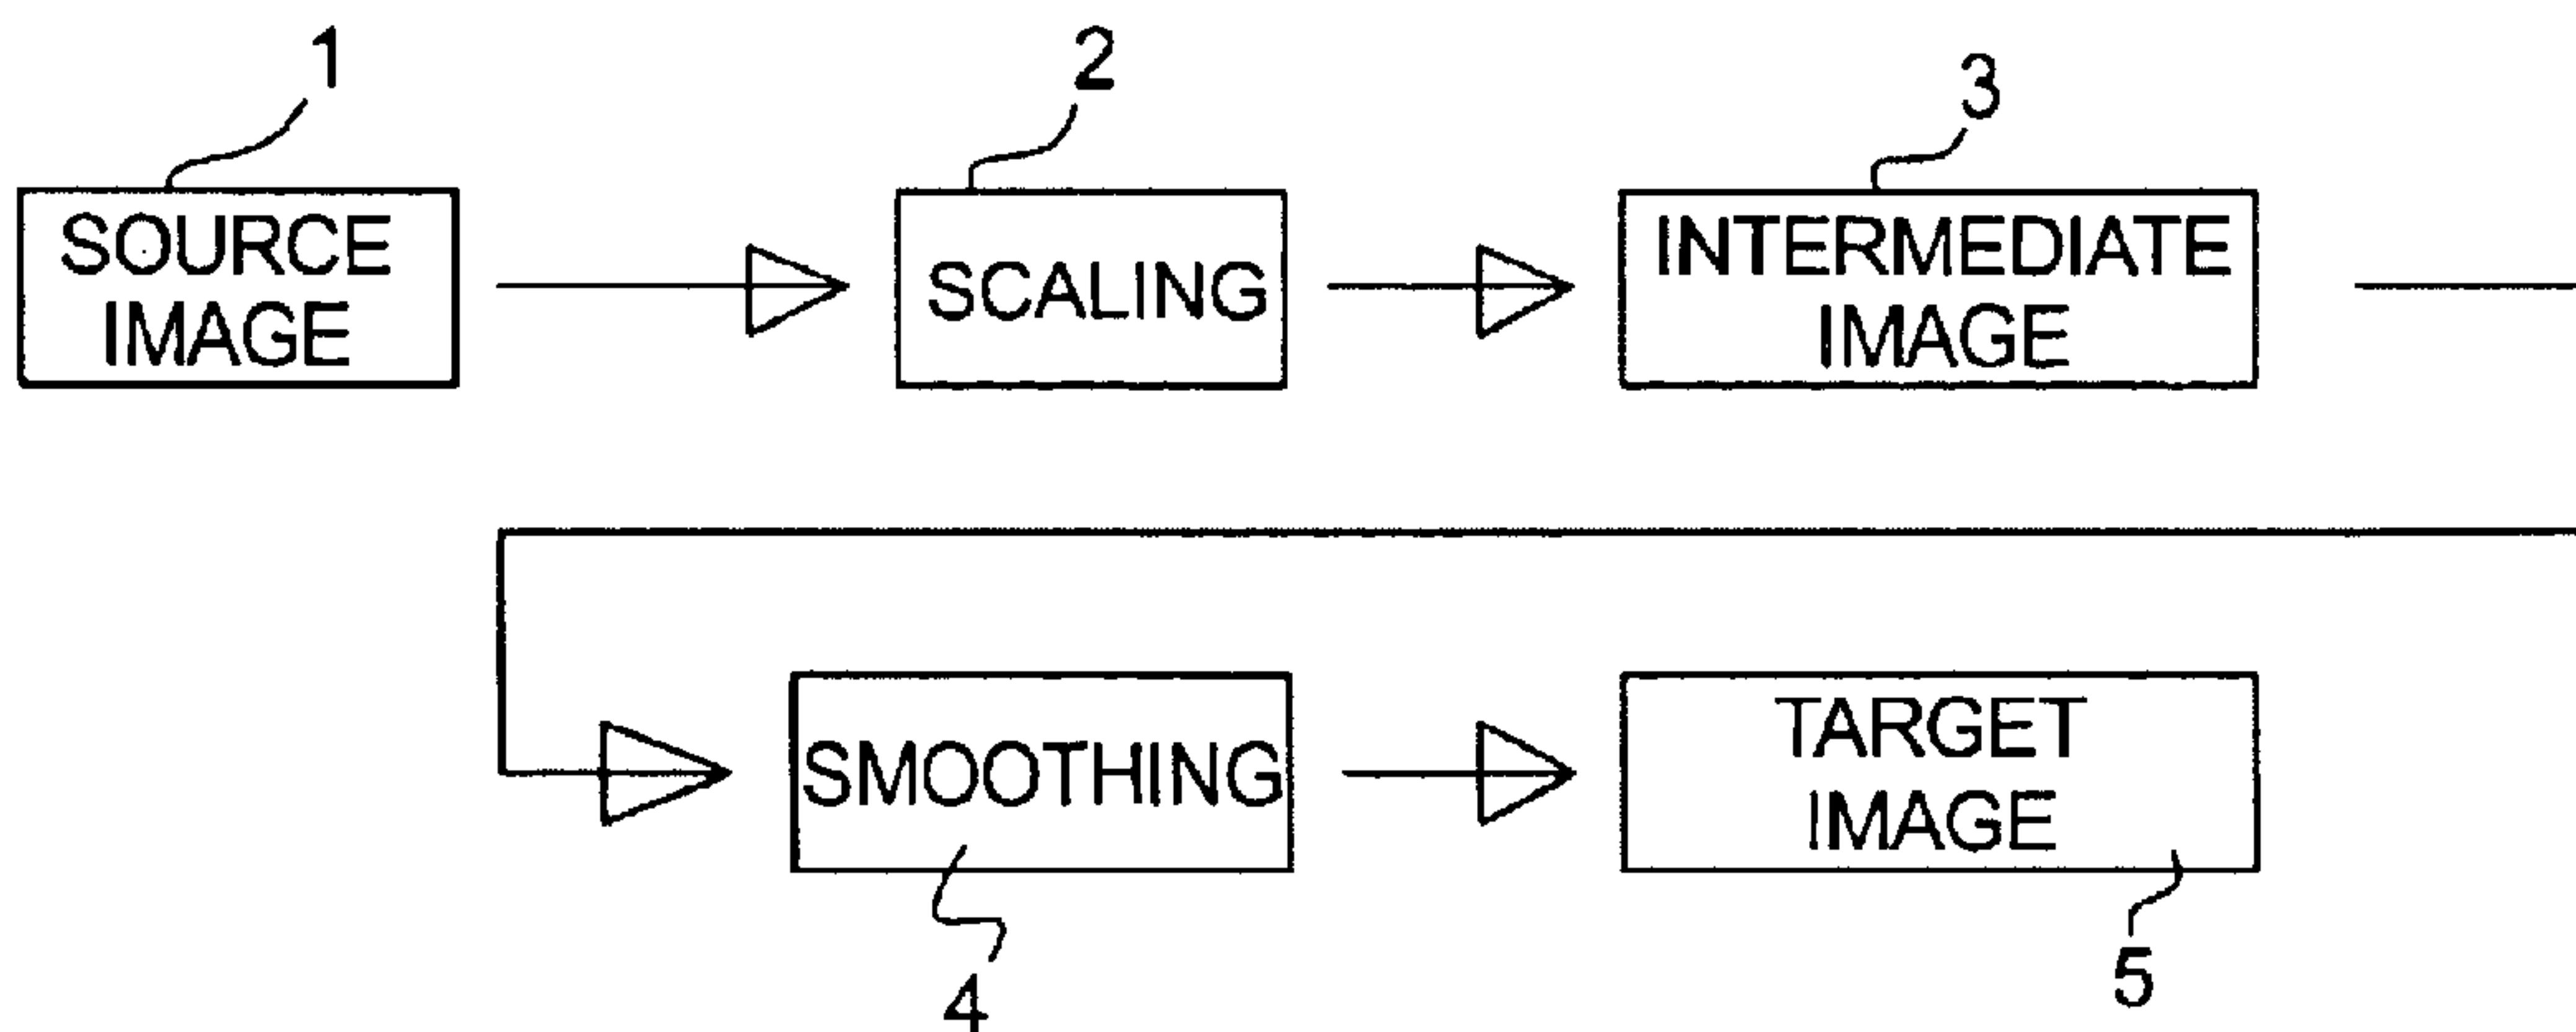 1
2
3
SOURCE
IMAGE
SCALING
INTERMEDIATE
IMAGE
SMOOTHING
TARGET
IMAGE
4
5